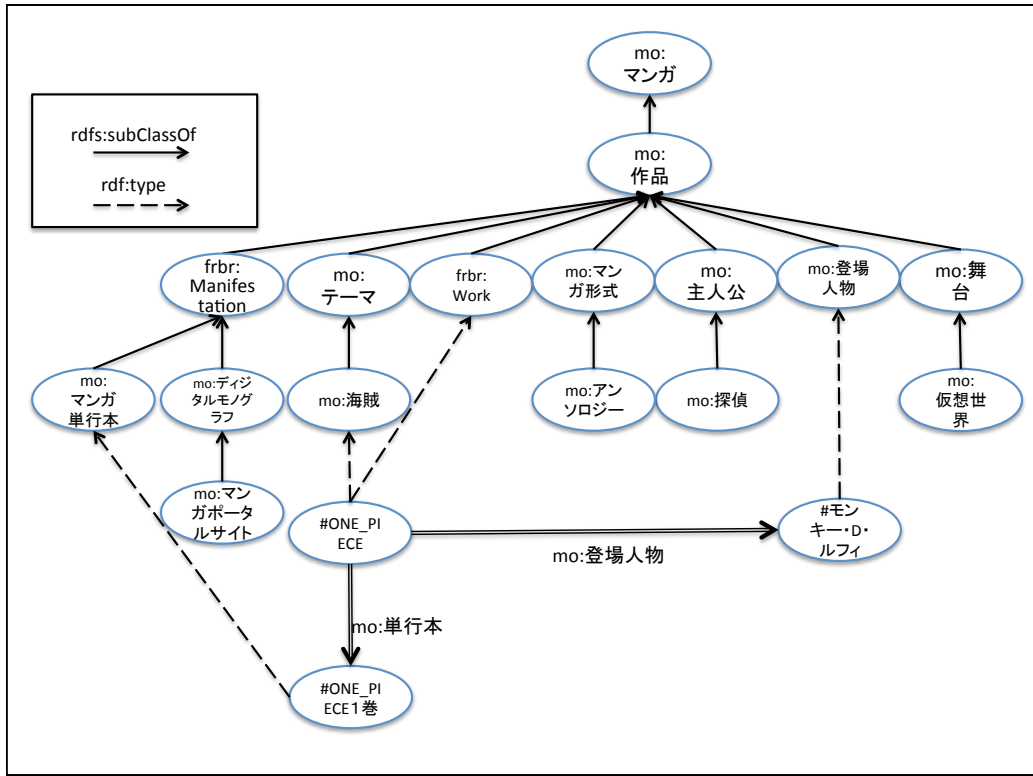 mo:
マンガ
rdfs:subClassOf
rdf:type
mo:
作品
frbr:
Manifes
tation
mo:
テーマ
frbr:
Work
mo:マン
ガ形式
mo:
主人公
mo:登場
人物
mo:舞
台
mo:
マンガ
単行本
mo:ディジ
タルモノグ
ラフ
mo:海賊
mo:アン
ソロジー
mo:探偵
mo:
仮想世
界
mo:マン
ガポータ
ルサイト
#ONE_PI
ECE
#モン
キー・D・
ルフィ
mo:登場人物
mo:単行本
#ONE_PI
ECE１巻